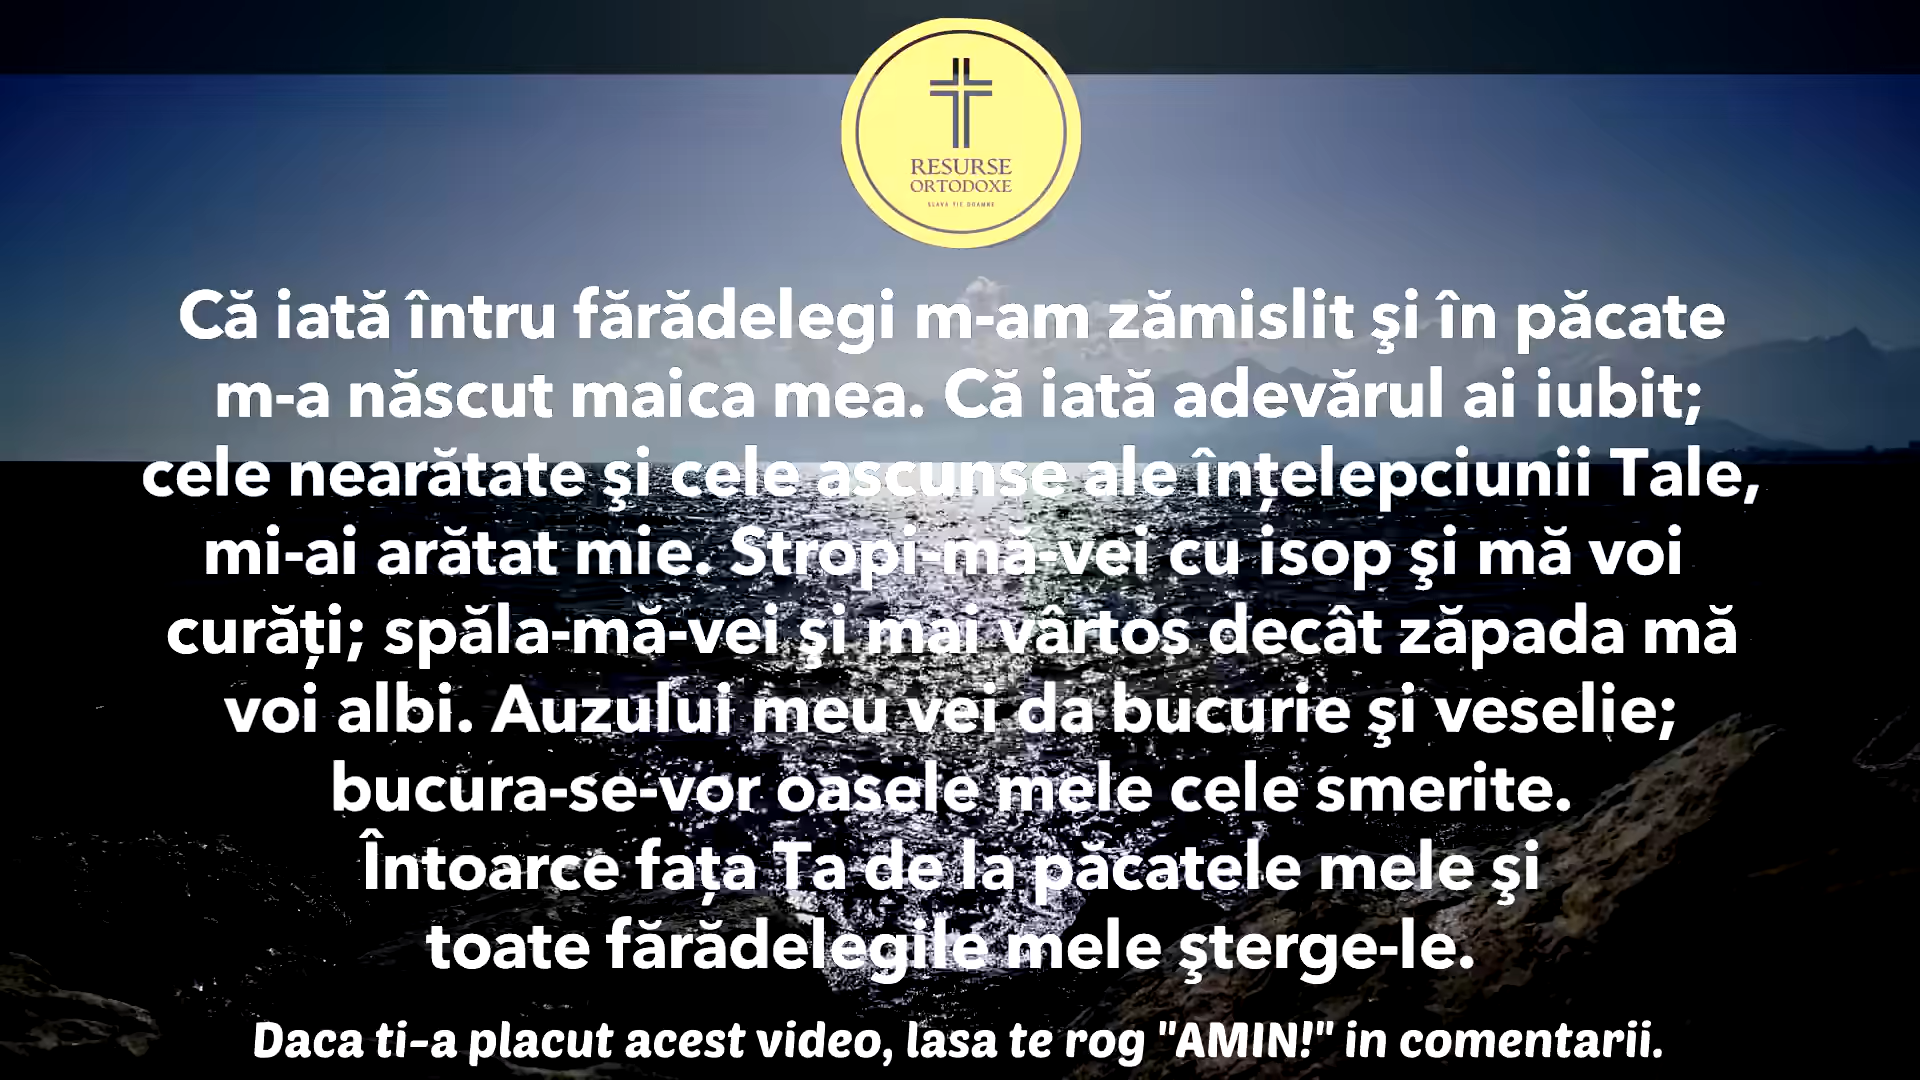 RESURSE
ORTODOXE
SLAVA TIE DOAMNE
Că iată întru fărădelegi m-am zămislit şi în păcate
m-a născut maica mea. Că iată adevărul ai iubit;
cele nearătate şi cele ascunse ale înțelepciunii Tale,
mi-ai arătat mie. Stropi-mă-vei cu isop şi mă voi
curăți; spăla-mă-vei şi mai vârtos decât zăpada mă
voi albi. Auzului meu vei da bucurie şi veselie;
bucura-se-vor oasele mele cele smerite.
Întoarce fața Ta de la păcatele mele şi
toate fărădelegile mele şterge-le.
Daca ti-a placut acest video, lasa te rog "AMIN!" in comentarii.